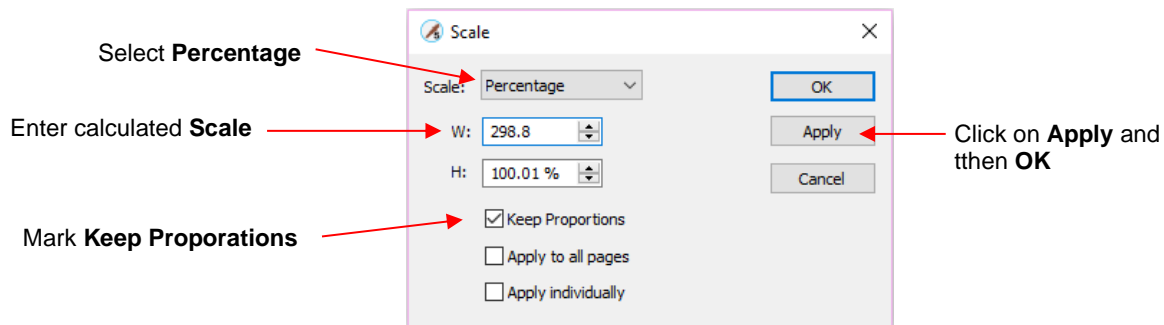 Scale
Select Percentage
Scale: Percentage
OK
Enter calculated Scale
W: 298.8
Apply
Click on Apply and
tthen OK
H: 100.01 %
Cancel
Keep Proportions
Mark Keep Proporations
Apply to all pages
Apply individually